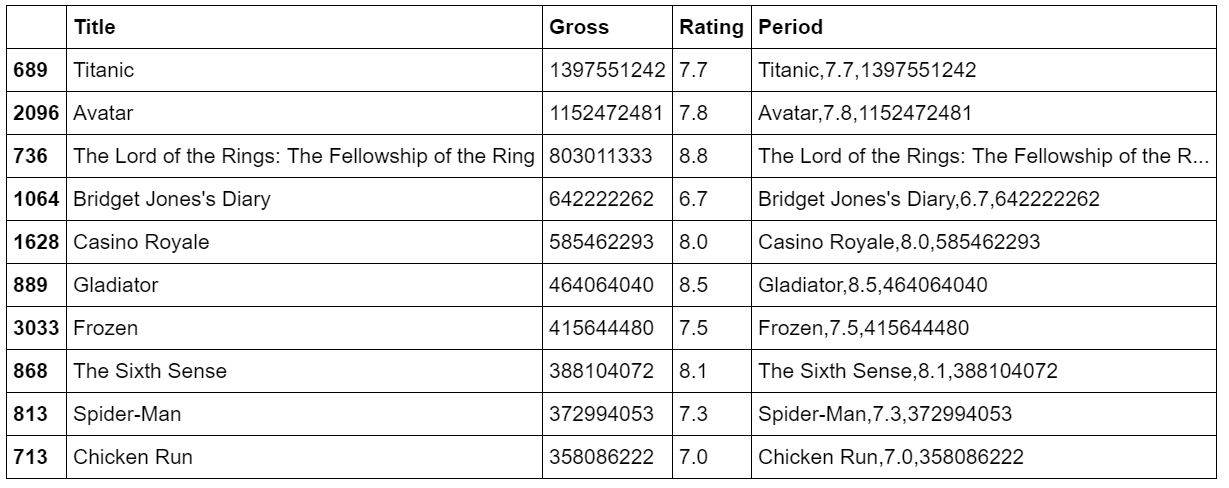 Title Gross Rating Period
689 Titanic 1397551242 7.7 Titanic,7.7,1397551242
2096 Avatar 1152472481 7.8 Avatar,7.8,1152472481
736 The Lord of the Rings: The Fellowship of the Ring 803011333 8.8 The Lord of the Rings: The Fellowship of the R...
1064 Bridget Jones's Diary 642222262 6.7 Bridget Jones's Diary,6.7,642222262
1628 Casino Royale 585462293 8.0 Casino Royale,8.0,585462293
889 Gladiator 464064040 8.5 Gladiator,8.5,464064040
3033 Frozen 415644480 7.5 Frozen,7.5,415644480
868 The Sixth Sense 388104072 8.1 The Sixth Sense,8.1,388104072
813 Spider-Man 372994053 7.3 Spider-Man,7.3,372994053
713 Chicken Run 358086222 7.0 Chicken Run,7.0,358086222